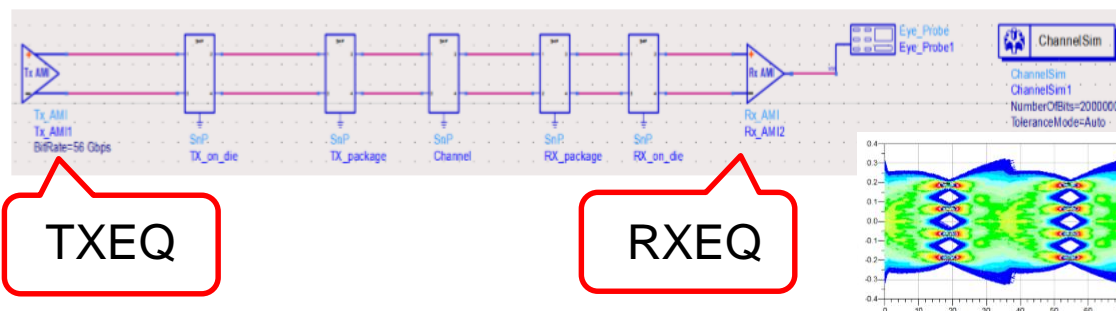 Tx AMI
Tx_AMI
Tx_AMI1
BitRate=56 Gbps
SnP
TX_on_die
SnP
TX_package
SnP
Channel
SnP
RX_package
SnP
RX_on_die
Rx AMI
Rx_AMI
Rx_AMI2
Eye_Probe
Eye_Probe1
ChannelSim
ChannelSim
ChannelSim1
NumberOfBits=2000000
ToleranceMode=Auto
TXEQ
RXEQ
0.4
0.3
0.2
0.1
0.0
-0.1
-0.2
-0.3
-0.4
0 10 20 30 40 50 60